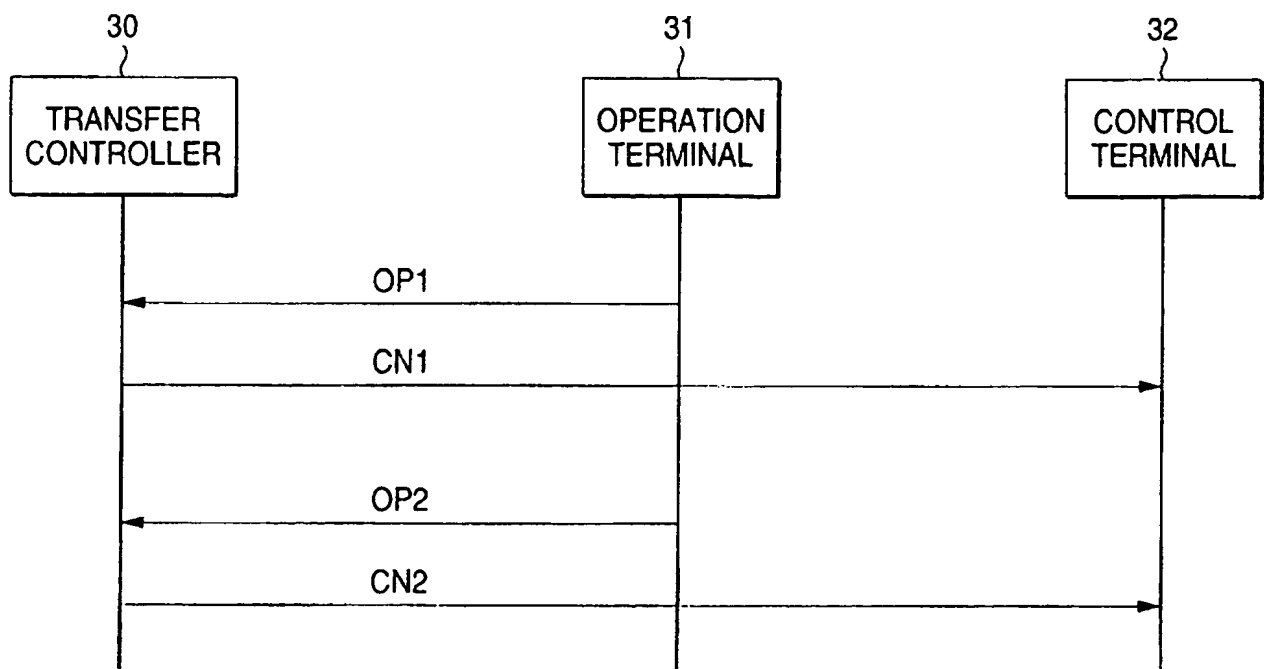 30
31
32
TRANSFER
CONTROLLER
OPERATION
TERMINAL
CONTROL
TERMINAL
OP1
CN1
OP2
CN2